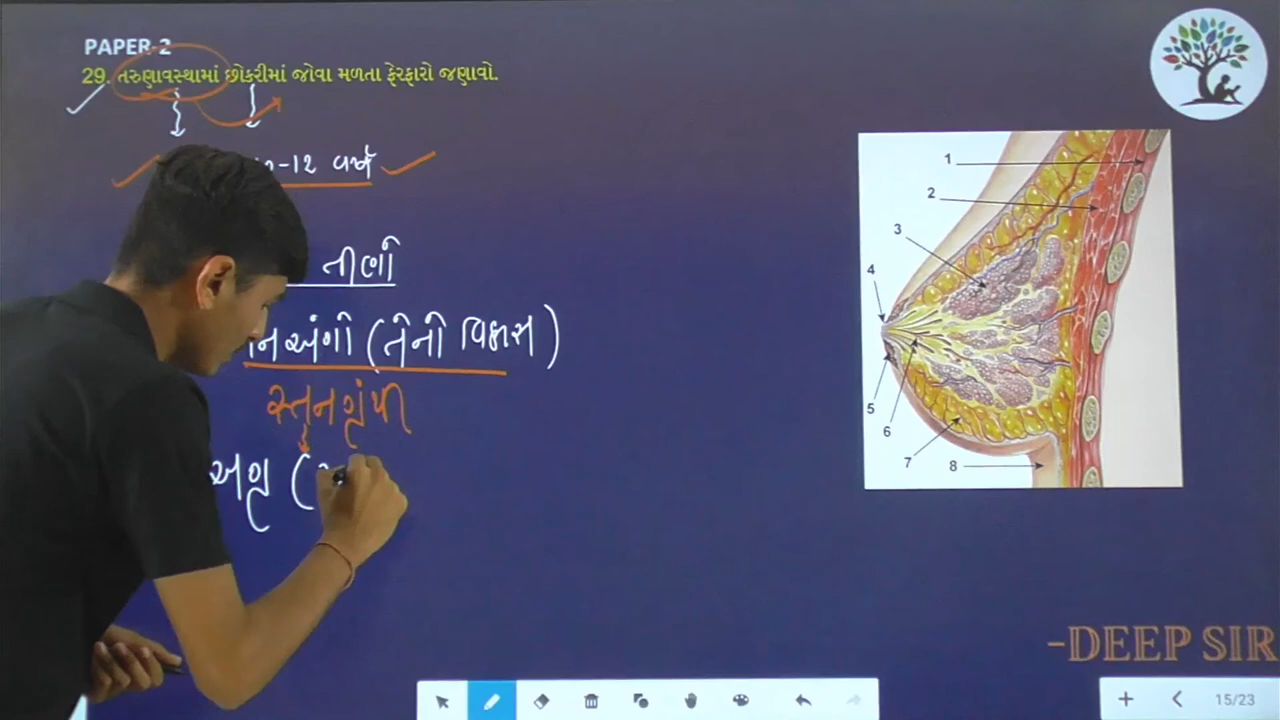 PAPER-2
29. તરુણાવસ્થામાં છોકરીમાં જોવા મળતા ફેરફારો જણાવો.
-12 વર્ષ
નઅંગો (તેનો વિકાસ)
સ્તનગ્રંથી
અગ્ર (
1
2
3
4
5
6
7
8
-DEEP SIR
15/23